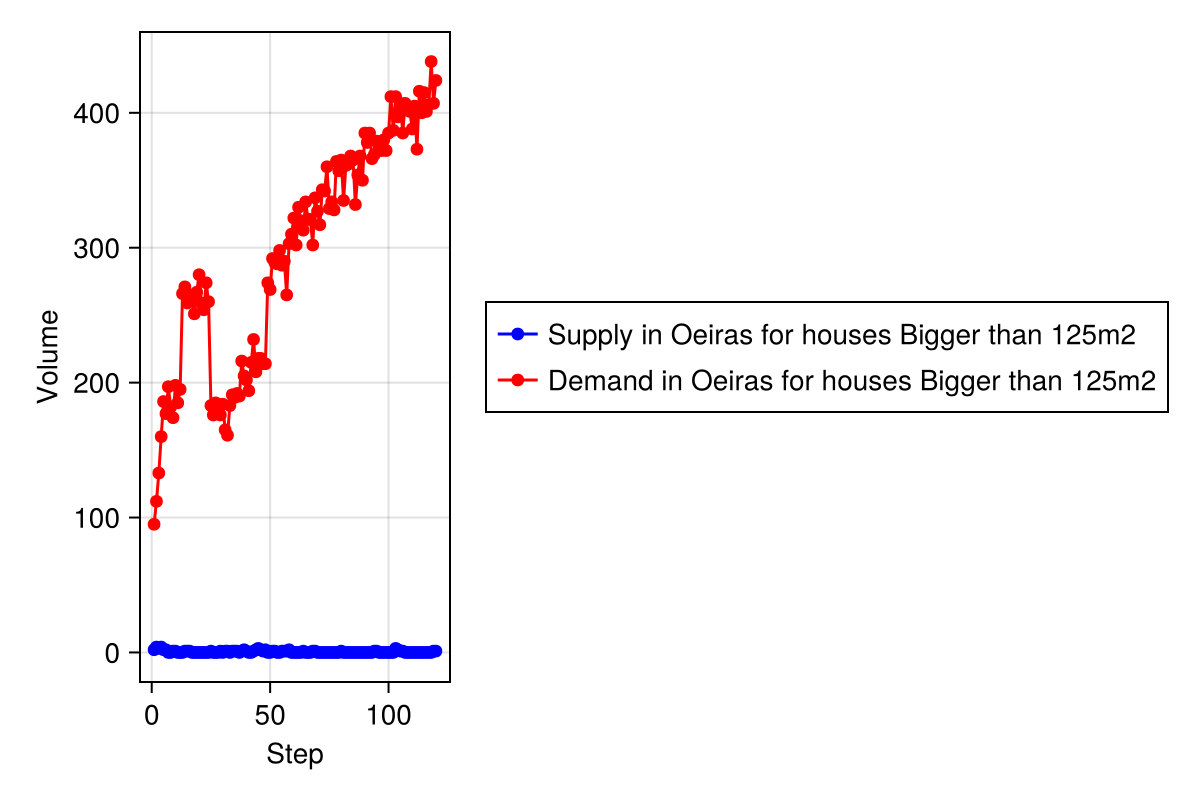 Volume
400
300
200
100
0
0 50 100
Step
Supply in Oeiras for houses Bigger than 125m2
Demand in Oeiras for houses Bigger than 125m2